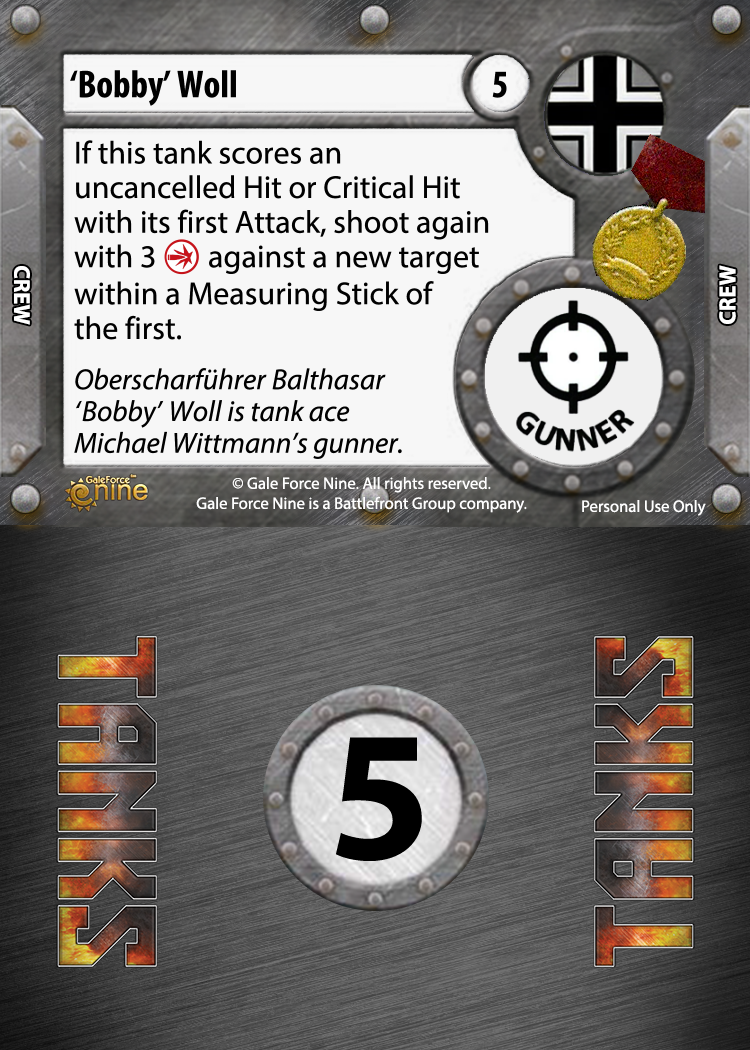 ‘Bobby’ Woll
5
If this tank scores an
uncancelled Hit or Critical Hit
with its first Attack, shoot again
with 3 against a new target
within a Measuring Stick of
the first.
Oberscharführer Balthasar
‘Bobby’ Woll is tank ace
Michael Wittmann’s gunner.
CREW
CREW
GUNNER
GaleForce™
nine
© Gale Force Nine. All rights reserved.
Gale Force Nine is a Battlefront Group company.
Personal Use Only
TANKS
5
TANKS